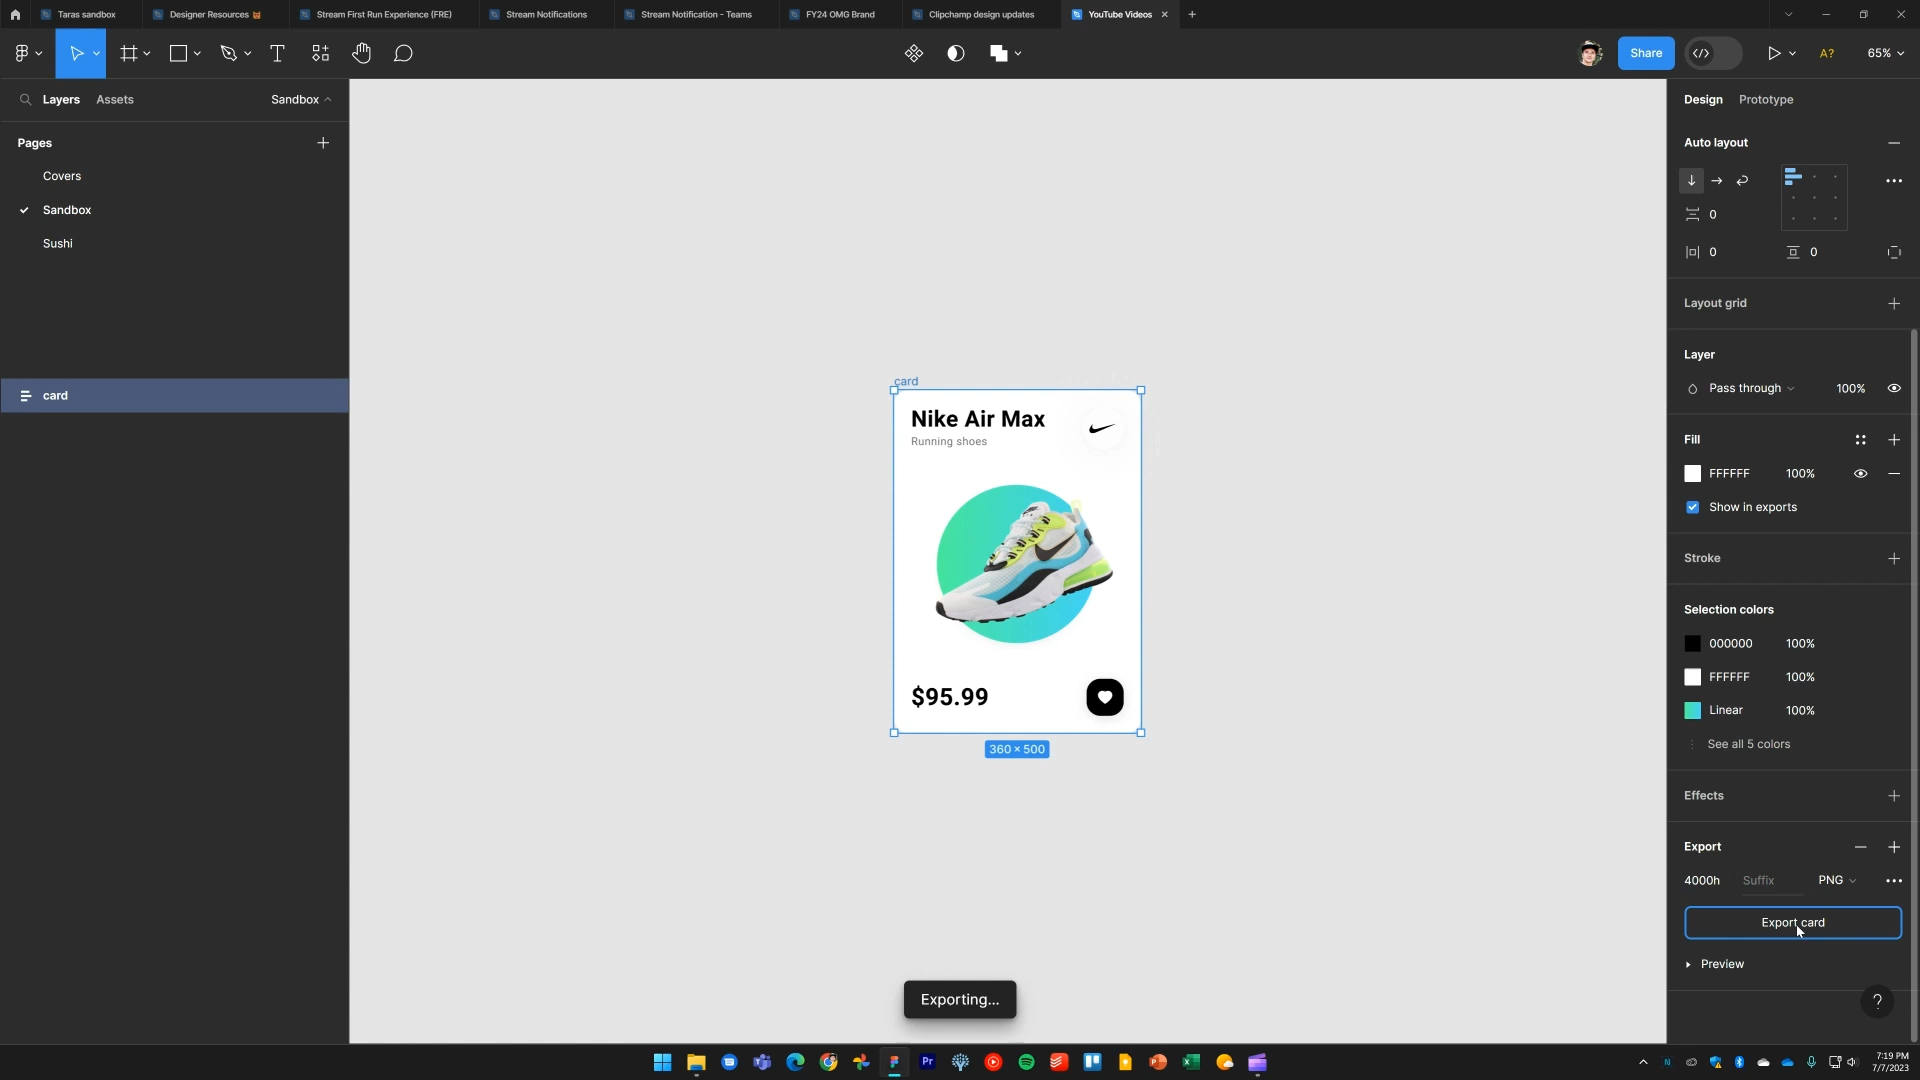 Taras sandbox
Designer Resources
Stream First Run Experience (FRE)
Stream Notifications
Stream Notification - Teams
FY24 OMG Brand
Clipchamp design updates
YouTube Videos
Share
A?
65%
Layers
Assets
Sandbox
Pages
Covers
Sandbox
Sushi
card
card
Nike Air Max
Running shoes
$95.99
360 × 500
Exporting...
Design
Prototype
Auto layout
0
0
0
Layout grid
Layer
Pass through
100%
Fill
FFFFFF
100%
Show in exports
Stroke
Selection colors
000000
100%
FFFFFF
100%
Linear
100%
See all 5 colors
Effects
Export
4000h
Suffix
PNG
Export card
Preview
?
Pr
7:19 PM
7/7/2023